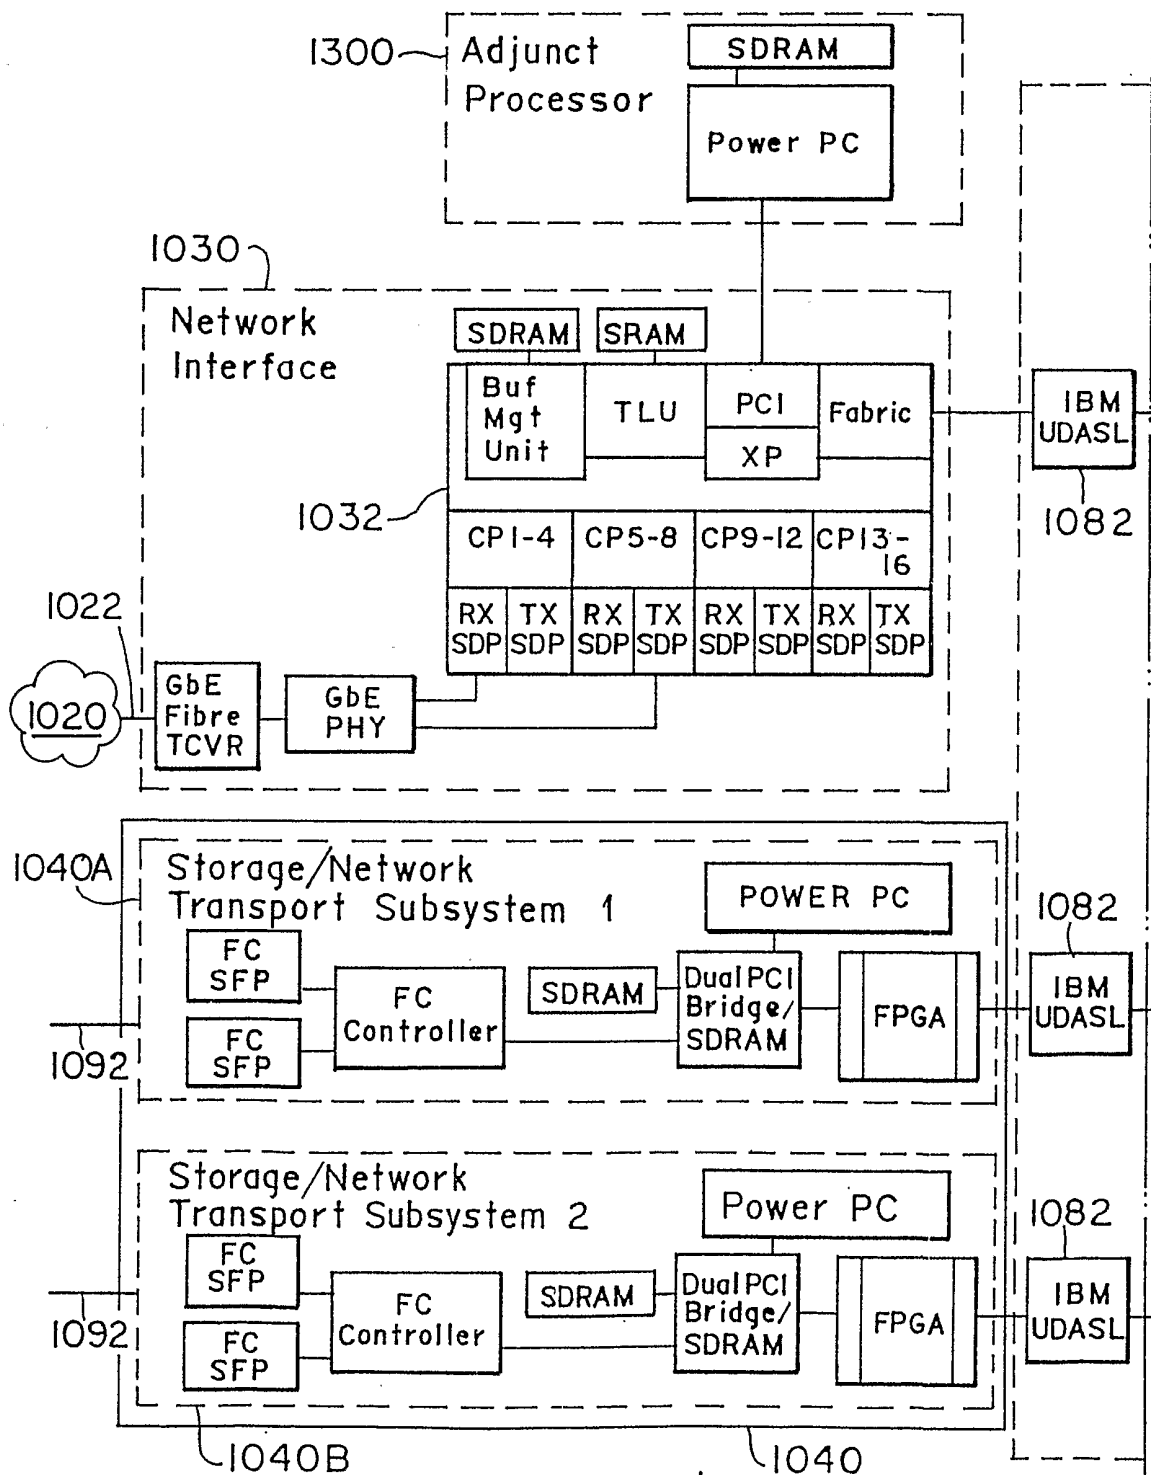 1300
Adjunct
Processor
SDRAM
Power PC
1030
Network
Interface
SDRAM
SRAM
Buf
Mgt
Unit
TLU
PCI
XP
Fabric
IBM
UDASL
1082
1032
CP1-4
CP5-8
CP9-12
CP13-
16
RX
SDP
TX
SDP
RX
SDP
TX
SDP
RX
SDP
TX
SDP
RX
SDP
TX
SDP
1022
1020
GbE
Fibre
TCVR
GbE
PHY
1040A
Storage/Network
Transport Subsystem 1
POWER PC
FC
SFP
FC
SFP
FC
Controller
SDRAM
Dual PCI
Bridge/
SDRAM
FPGA
1082
IBM
UDASL
1092
Storage/Network
Transport Subsystem 2
Power PC
FC
SFP
FC
SFP
FC
Controller
SDRAM
Dual PCI
Bridge/
SDRAM
FPGA
1082
IBM
UDASL
1092
1040B
1040